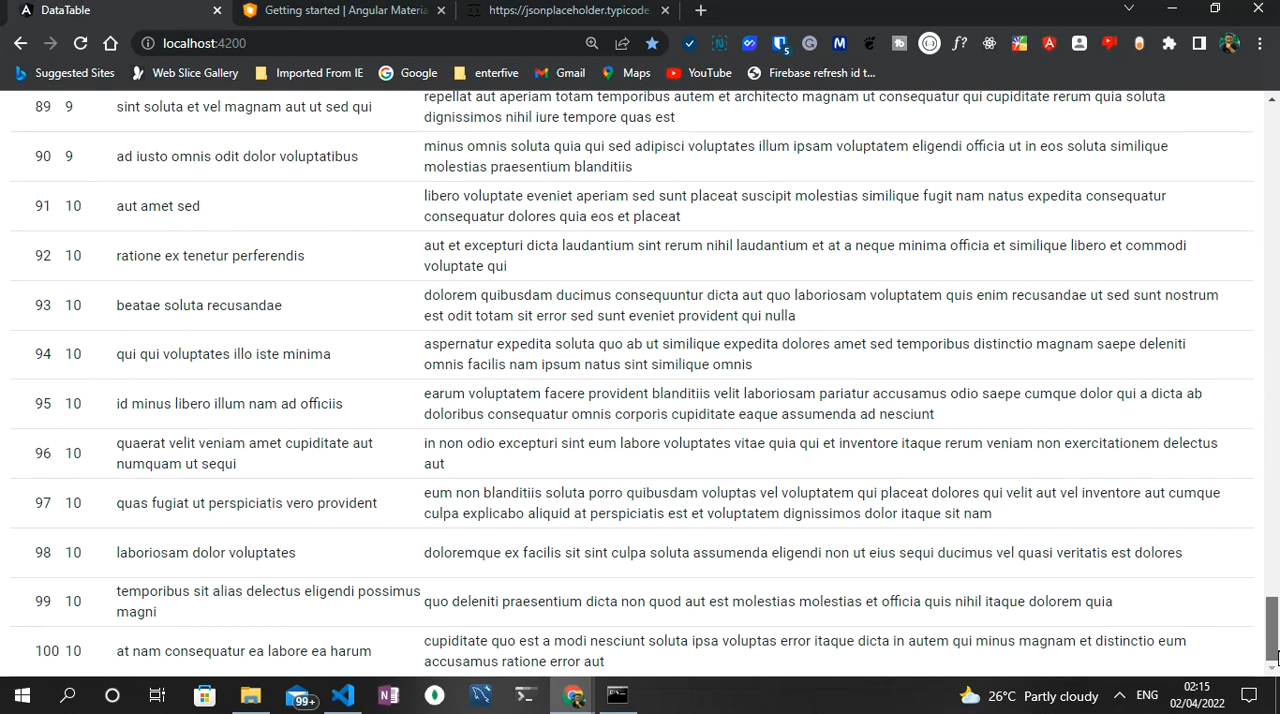 DataTable
Getting started | Angular Materia
https://jsonplaceholder.typicode.
localhost:4200
5
M
f?
Suggested Sites
Web Slice Gallery
Imported From IE
Google
enterfive
Gmail
Maps
YouTube
Firebase refresh id t...
89 9 sint soluta et vel magnam aut ut sed qui
repellat aut aperiam totam temporibus autem et architecto magnam ut consequatur qui cupiditate rerum quia soluta
dignissimos nihil iure tempore quas est
90 9 ad iusto omnis odit dolor voluptatibus
minus omnis soluta quia qui sed adipisci voluptates illum ipsam voluptatem eligendi officia ut in eos soluta similique
molestias praesentium blanditiis
91 10 aut amet sed
libero voluptate eveniet aperiam sed sunt placeat suscipit molestias similique fugit nam natus expedita consequatur
consequatur dolores quia eos et placeat
92 10 ratione ex tenetur perferendis
aut et excepturi dicta laudantium sint rerum nihil laudantium et at a neque minima officia et similique libero et commodi
voluptate qui
93 10 beatae soluta recusandae
dolorem quibusdam ducimus consequuntur dicta aut quo laboriosam voluptatem quis enim recusandae ut sed sunt nostrum
est odit totam sit error sed sunt eveniet provident qui nulla
94 10 qui qui voluptates illo iste minima
aspernatur expedita soluta quo ab ut similique expedita dolores amet sed temporibus distinctio magnam saepe deleniti
omnis facilis nam ipsum natus sint similique omnis
95 10 id minus libero illum nam ad officiis
earum voluptatem facere provident blanditiis velit laboriosam pariatur accusamus odio saepe cumque dolor qui a dicta ab
doloribus consequatur omnis corporis cupiditate eaque assumenda ad nesciunt
96 10 quaerat velit veniam amet cupiditate aut
numquam ut sequi
in non odio excepturi sint eum labore voluptates vitae quia qui et inventore itaque rerum veniam non exercitationem delectus
aut
97 10 quas fugiat ut perspiciatis vero provident
eum non blanditiis soluta porro quibusdam voluptas vel voluptatem qui placeat dolores qui velit aut vel inventore aut cumque
culpa explicabo aliquid at perspiciatis est et voluptatem dignissimos dolor itaque sit nam
98 10 laboriosam dolor voluptates
doloremque ex facilis sit sint culpa soluta assumenda eligendi non ut eius sequi ducimus vel quasi veritatis est dolores
99 10 temporibus sit alias delectus eligendi possimus
magni
quo deleniti praesentium dicta non quod aut est molestias molestias et officia quis nihil itaque dolorem quia
100 10 at nam consequatur ea labore ea harum
cupiditate quo est a modi nesciunt soluta ipsa voluptas error itaque dicta in autem qui minus magnam et distinctio eum
accusamus ratione error aut
99+
26°C Partly cloudy
ENG
02:15
02/04/2022